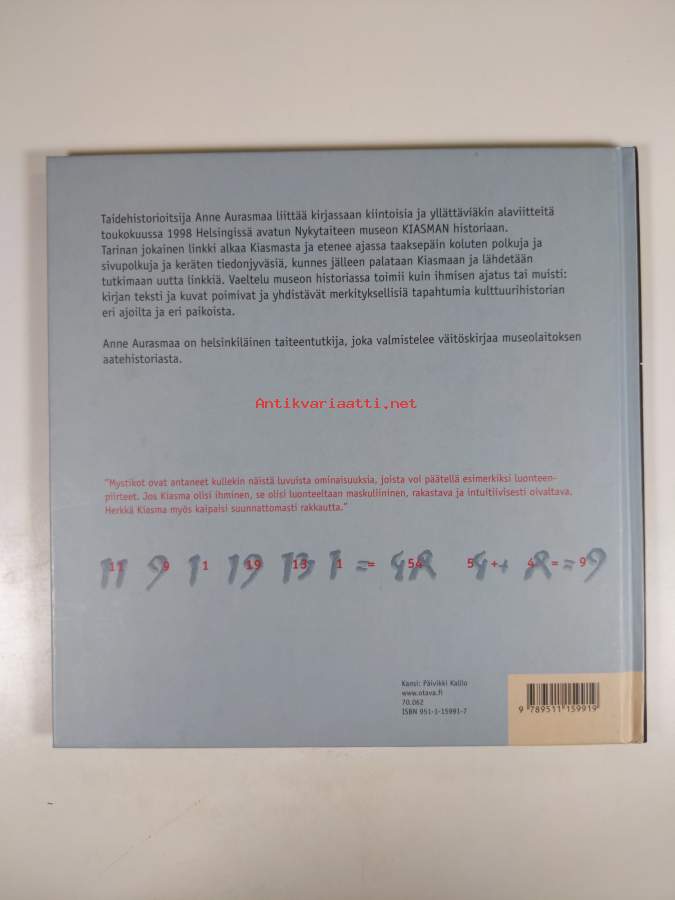 Taidehistorioitsija Anne Aurasmaa liittää kirjassaan kiintoisia ja yllättäviäkin alaviitteitä
toukokuussa 1998 Helsingissä avatun Nykytaiteen museon KIASMAN historiaan.
Tarinan jokainen linkki alkaa Kiasmasta ja etenee ajassa taaksepäin koluten polkuja ja
sivupolkuja ja keräten tiedonjyväsiä, kunnes jälleen palataan Kiasmaan ja lähdetään
tutkimaan uutta linkkiä. Vaeltelu museon historiassa toimii kuin ihmisen ajatus tai muisti:
kirjan teksti ja kuvat poimivat ja yhdistävät merkityksellisiä tapahtumia kulttuurihistorian
eri ajoilta ja eri paikoista.
Anne Aurasmaa on helsinkiläinen taiteentutkija, joka valmistelee väitöskirjaa museolaitoksen
aatehistoriasta.
Antikvariaatti.net
"Mystikot ovat antaneet kullekin näistä luvuista ominaisuuksia, joista voi päätellä esimerkiksi luonteen-
piirteet. Jos Kiasma olisi ihminen, se olisi luonteeltaan maskuliininen, rakastava ja intuitiivisesti oivaltava.
Herkkä Kiasma myös kaipaisi suunnattomasti rakkautta."
11 9 1 19 13 1 = 54 5 + 4 = 9
Kansi: Päivikki Kallio
www.otava.fi
70.062
ISBN 951-1-15991-7
9 789511 159919